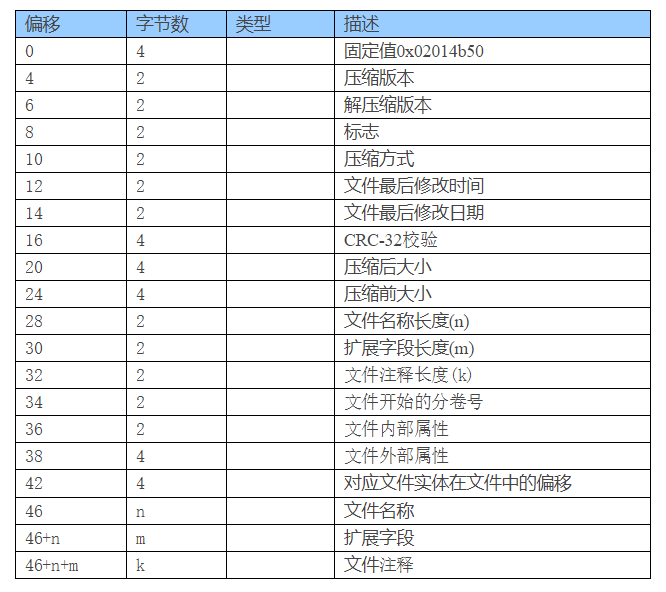 偏移 字节数 类型 描述
0 4 固定值0x02014b50
4 2 压缩版本
6 2 解压缩版本
8 2 标志
10 2 压缩方式
12 2 文件最后修改时间
14 2 文件最后修改日期
16 4 CRC-32校验
20 4 压缩后大小
24 4 压缩前大小
28 2 文件名称长度(n)
30 2 扩展字段长度(m)
32 2 文件注释长度(k)
34 2 文件开始的分卷号
36 2 文件内部属性
38 4 文件外部属性
42 4 对应文件实体在文件中的偏移
46 n 文件名称
46+n m 扩展字段
46+n+m k 文件注释